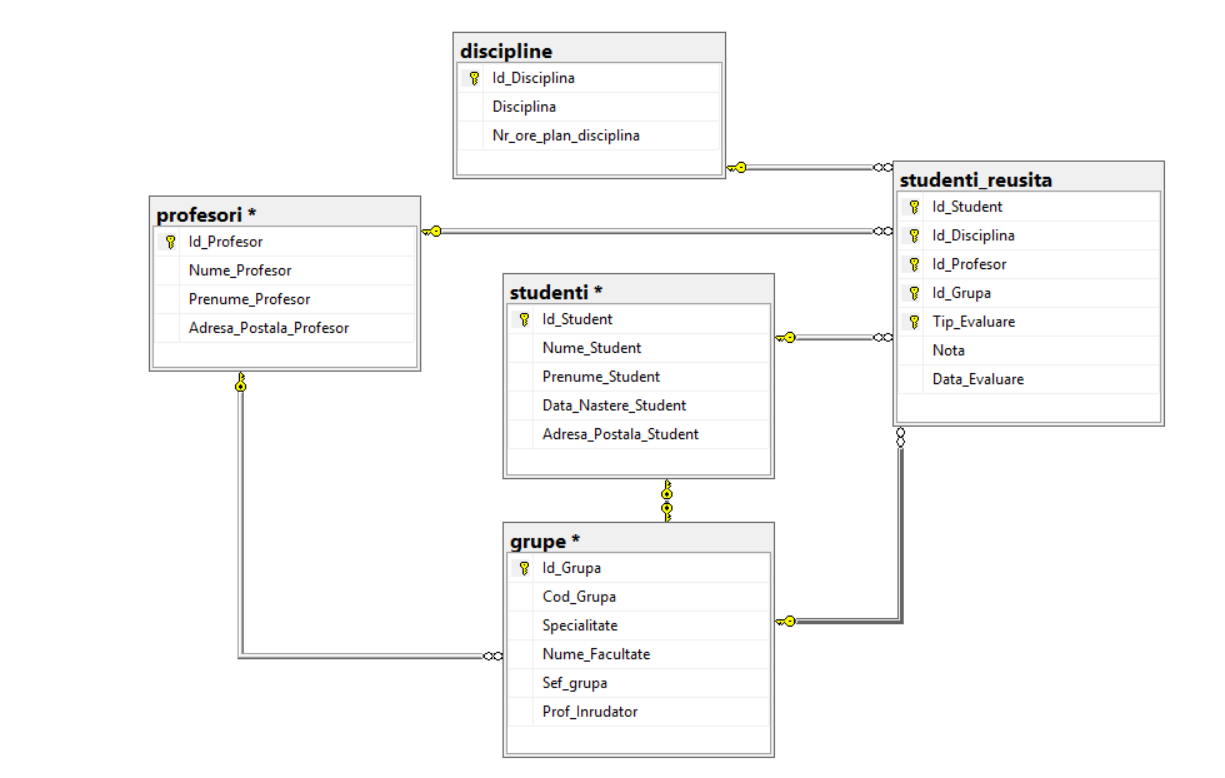 discipline
Id_Disciplina
Disciplina
Nr_ore_plan_disciplina
studenti_reusita
Id_Student
Id_Disciplina
Id_Profesor
Id_Grupa
Tip_Evaluare
Nota
Data_Evaluare
profesori *
Id_Profesor
Nume_Profesor
Prenume_Profesor
Adresa_Postala_Profesor
studenti *
Id_Student
Nume_Student
Prenume_Student
Data_Nastere_Student
Adresa_Postala_Student
grupe *
Id_Grupa
Cod_Grupa
Specialitate
Nume_Facultate
Sef_grupa
Prof_Inrudator